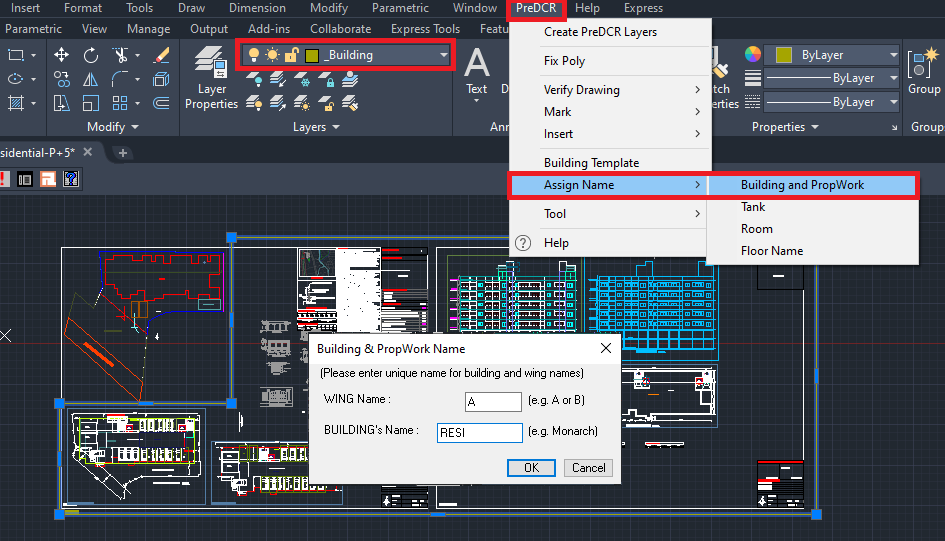 Insert Format Tools Draw Dimension Modify Parametric Window PreDCR Help Express
Parametric View Manage Output Add-ins Collaborate Express Tools Featu
_Building
Layer
Properties
Modify
Layers
Text
D
Ann
Create PreDCR Layers
Fix Poly
Verify Drawing
Mark
Insert
Building Template
Assign Name
Tool
Help
Building and PropWork
Tank
Room
Floor Name
tch
perties
ByLayer
ByLayer
ByLayer
Properties
Group
Group
sidential-P+5*
Building & PropWork Name
(Please enter unique name for building and wing names)
WING Name : A (e.g. A or B)
BUILDING's Name : RESI (e.g. Monarch)
OK Cancel